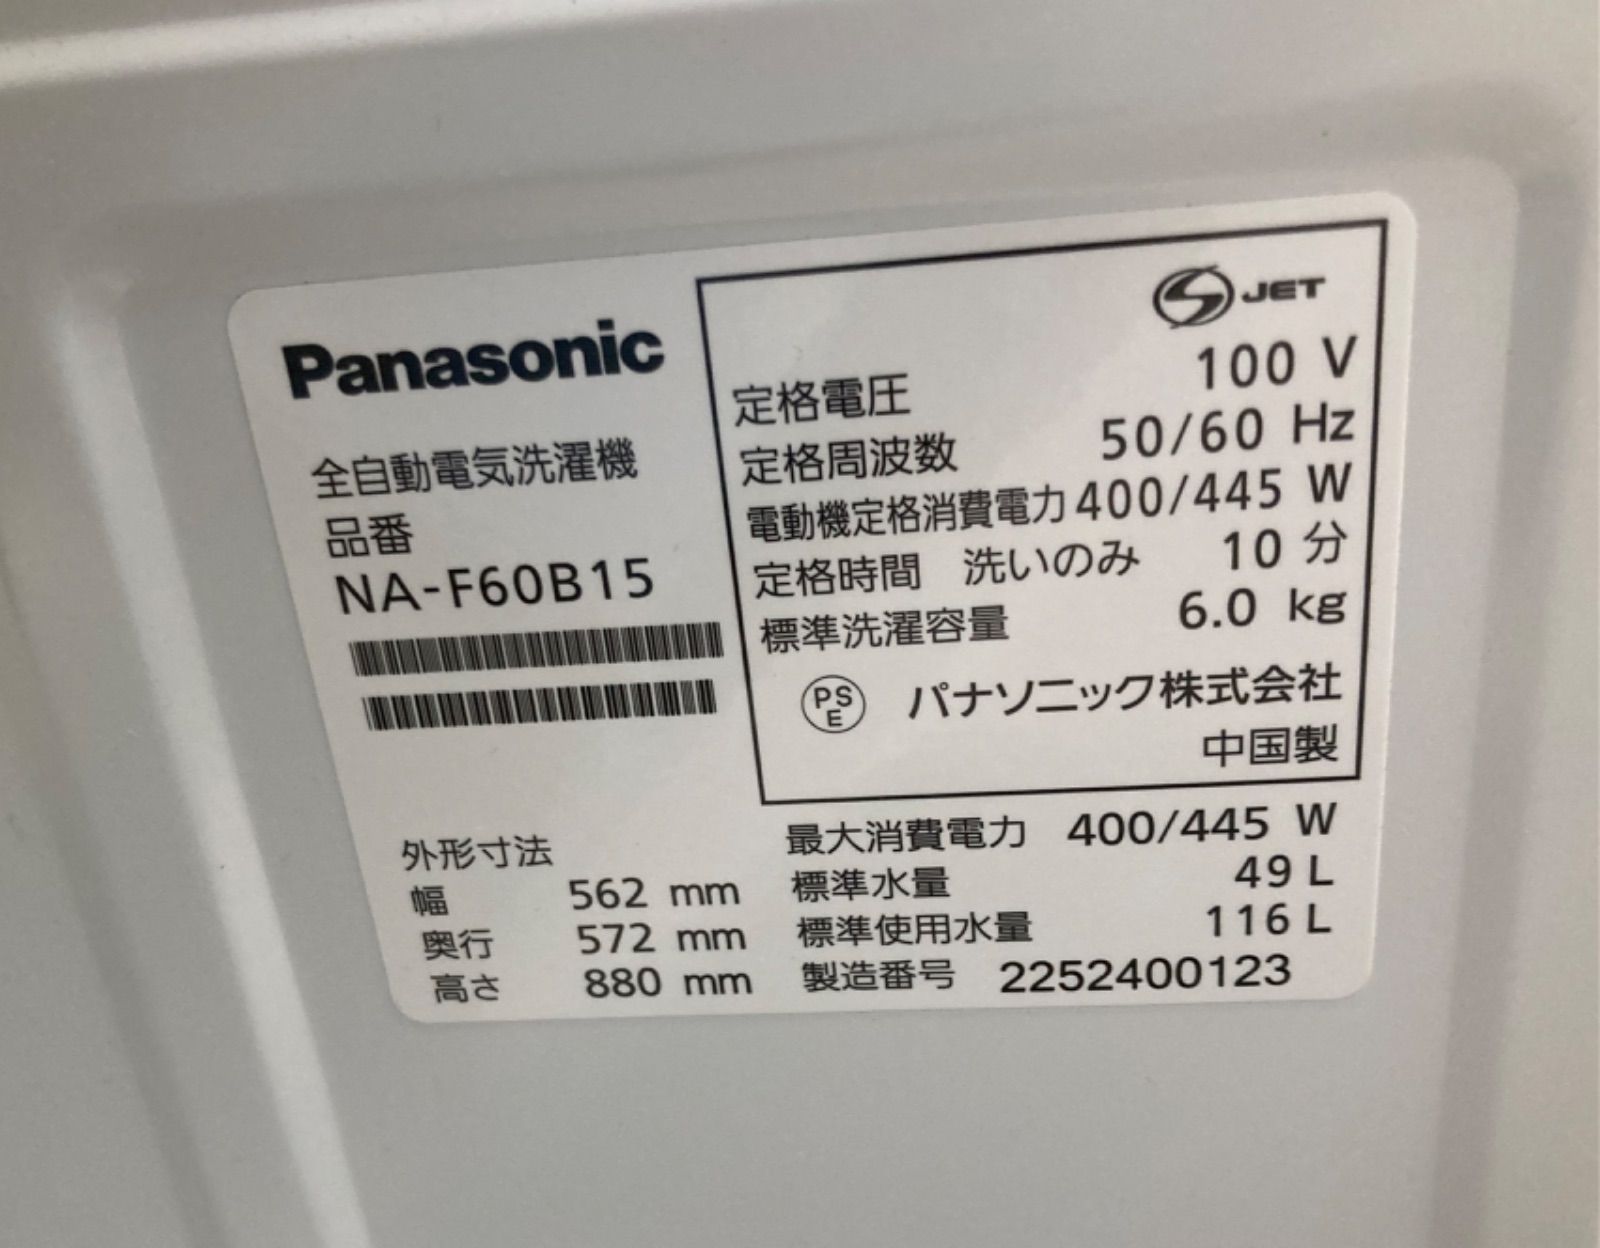 Panasonic
全自動電気洗濯機
品番
NA-F60B15
JET
定格電圧 100 V
定格周波数 50/60 Hz
電動機定格消費電力 400/445 W
定格時間 洗いのみ 10 分
標準洗濯容量 6.0 kg
PS
E
パナソニック株式会社
中国製
外形寸法
幅 562 mm
奥行 572 mm
高さ 880 mm
最大消費電力 400/445 W
標準水量 49 L
標準使用水量 116 L
製造番号 2252400123